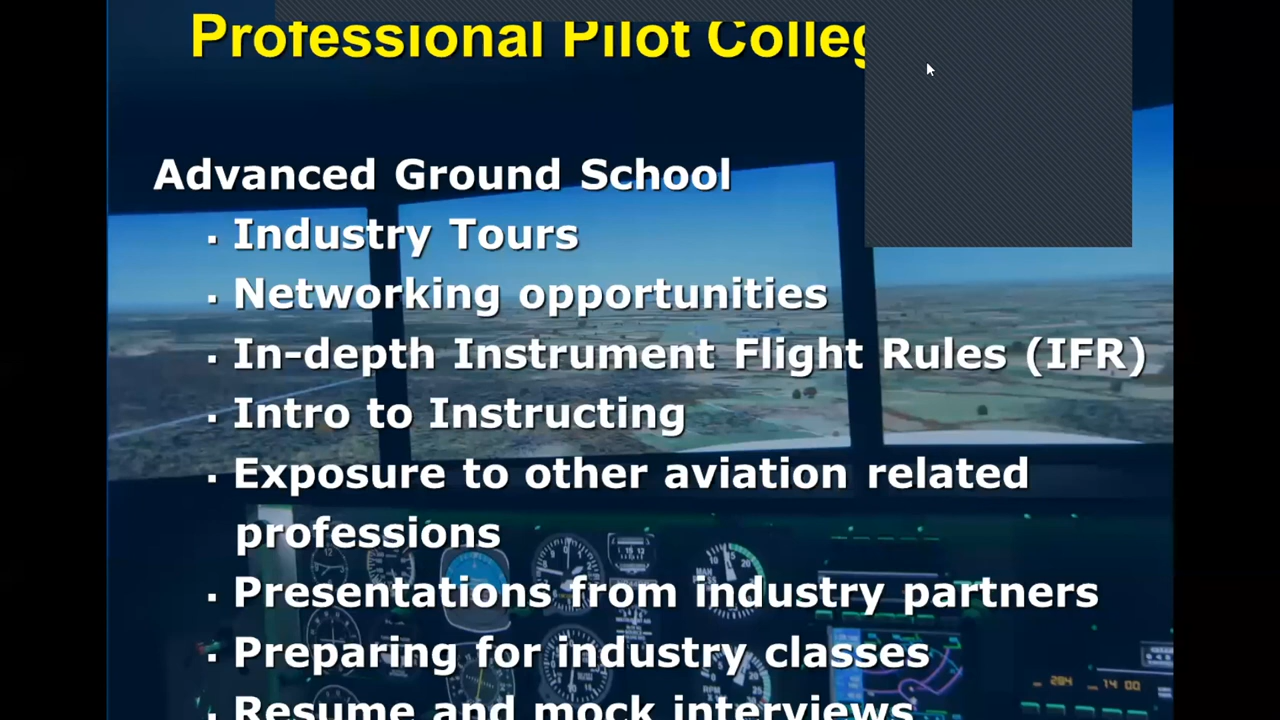 Professional Pilot Colleg
Advanced Ground School
▪ Industry Tours
▪ Networking opportunities
▪ In-depth Instrument Flight Rules (IFR)
▪ Intro to Instructing
▪ Exposure to other aviation related
professions
▪ Presentations from industry partners
▪ Preparing for industry classes
▪ Resume and mock interviews